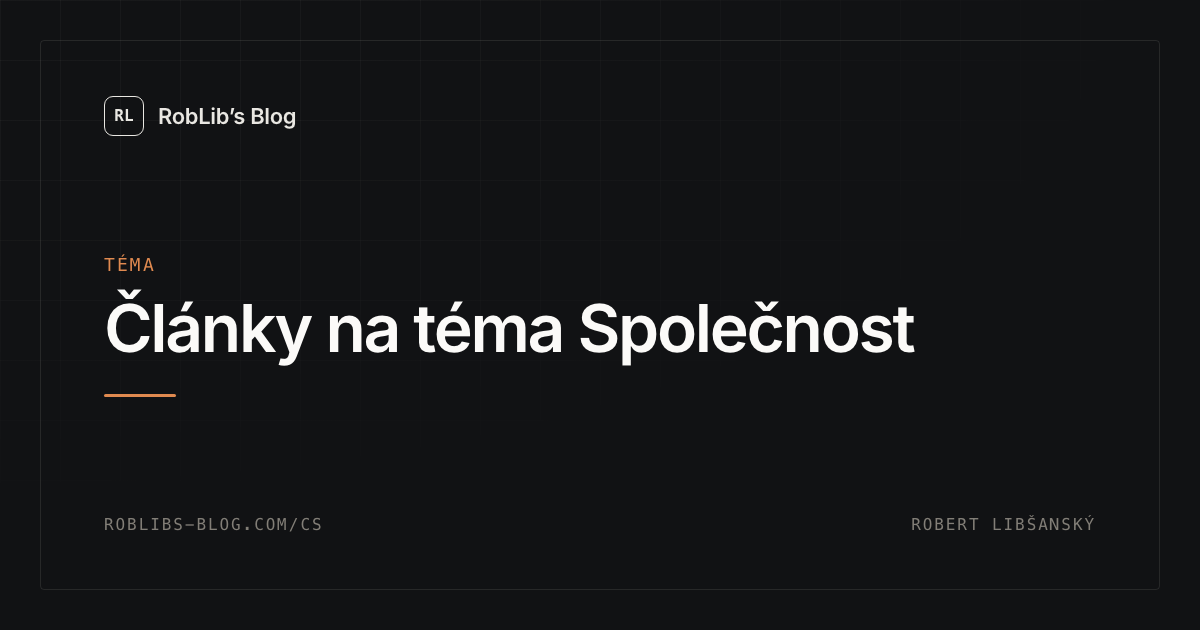 RL
RobLib’s Blog
TÉMA
Články na téma Společnost
ROBLIBS-BLOG.COM/CS
ROBERT LIBŠANSKÝ